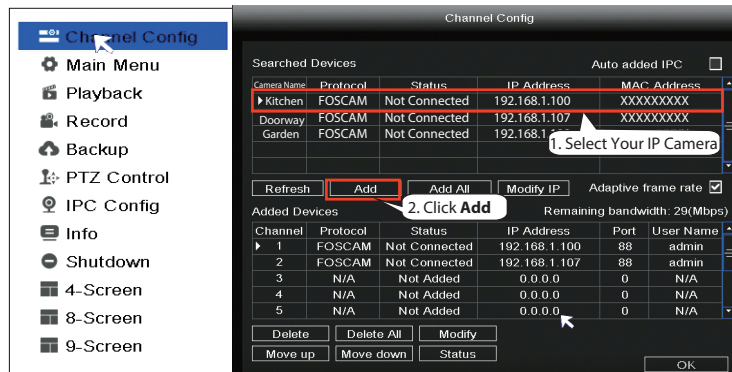 Channel Config
Main Menu
Playback
Record
Backup
PTZ Control
IPC Config
Info
Shutdown
4-Screen
8-Screen
9-Screen
Channel Config
Searched Devices Auto added IPC
Camera Name Protocol Status IP Address MAC Address
Kitchen FOSCAM Not Connected 192.168.1.100 XXXXXXXXX
Doorway FOSCAM Not Connected 192.168.1.107 XXXXXXXXX
Garden FOSCAM Not Connected
1. Select Your IP Camera
Refresh Add Add All Modify IP Adaptive frame rate
2. Click Add
Added Devices Remaining bandwidth: 29(Mbps)
Channel Protocol Status IP Address Port User Name
1 FOSCAM Not Connected 192.168.1.100 88 admin
2 FOSCAM Not Connected 192.168.1.107 88 admin
3 N/A Not Added 0.0.0.0 0 N/A
4 N/A Not Added 0.0.0.0 0 N/A
5 N/A Not Added 0.0.0.0 0 N/A
Delete Delete All Modify
Move up Move down Status
OK